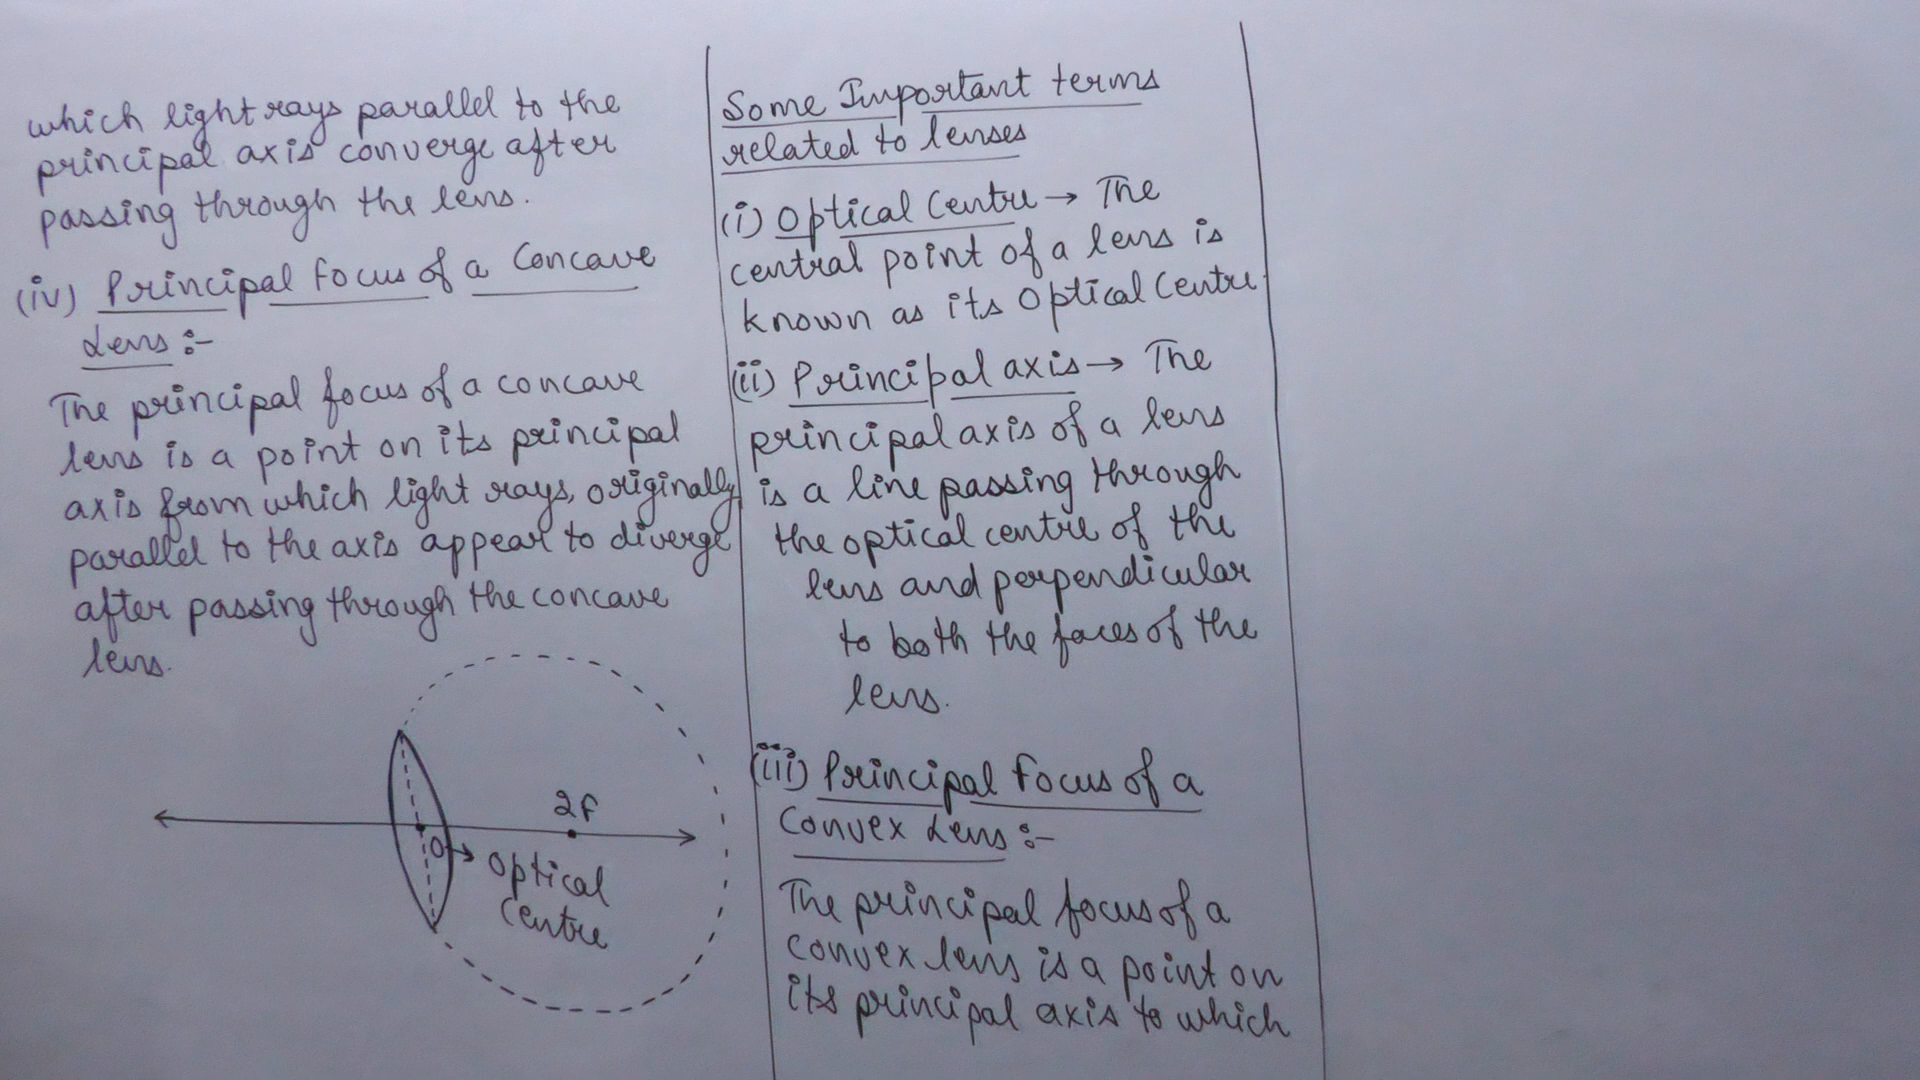 Some Important terms
related to lenses
(i) Optical Centre → The
central point of a lens is
known as its Optical Centre.
(ii) Principal axis → The
principal axis of a lens
is a line passing through
the optical centre of the
lens and perpendicular
to both the faces of the
lens.
(iii) Principal Focus of a
Convex Lens :-
The principal focus of a
convex lens is a point on
its principal axis to which
which light rays parallel to the
principal axis converge after
passing through the lens.
(iv) Principal Focus of a Concave
Lens :-
The principal focus of a concave
lens is a point on its principal
axis from which light rays, originally
parallel to the axis appear to diverge
after passing through the concave
lens.
2F
O → Optical
Centre